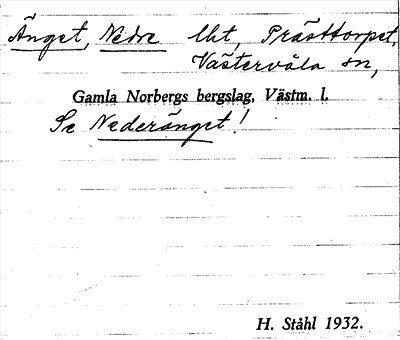 Änget, Nedre lht, Prästtorpet,
Västervåla sn,
Gamla Norbergs bergslag, Västm. l.
Se Nederänget!
H. Ståhl 1932.